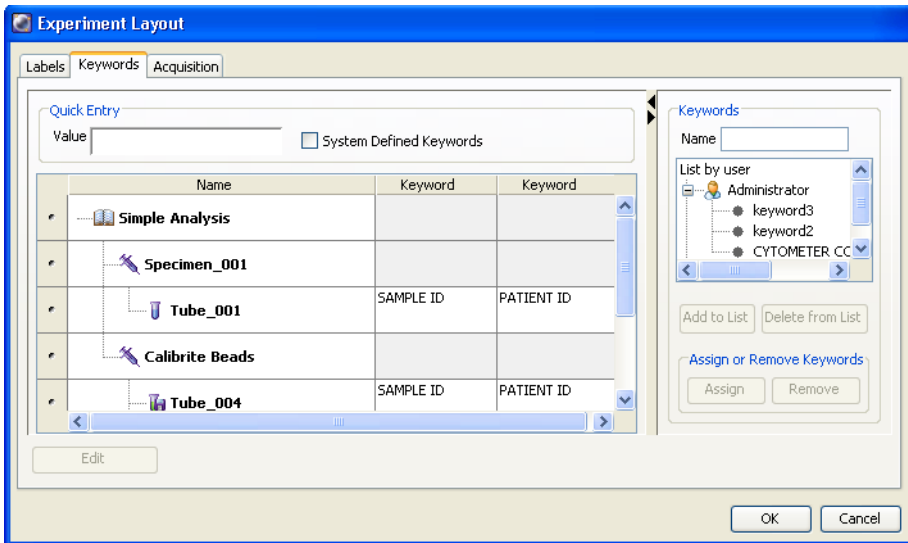 Experiment Layout
Labels Keywords Acquisition
Quick Entry
Value
System Defined Keywords
Name Keyword Keyword
Simple Analysis
Specimen_001
Tube_001 SAMPLE ID PATIENT ID
Calibrite Beads
Tube_004 SAMPLE ID PATIENT ID
Edit
Keywords
Name
List by user
Administrator
keyword3
keyword2
CYTOMETER CC
Add to List Delete from List
Assign or Remove Keywords
Assign Remove
OK Cancel